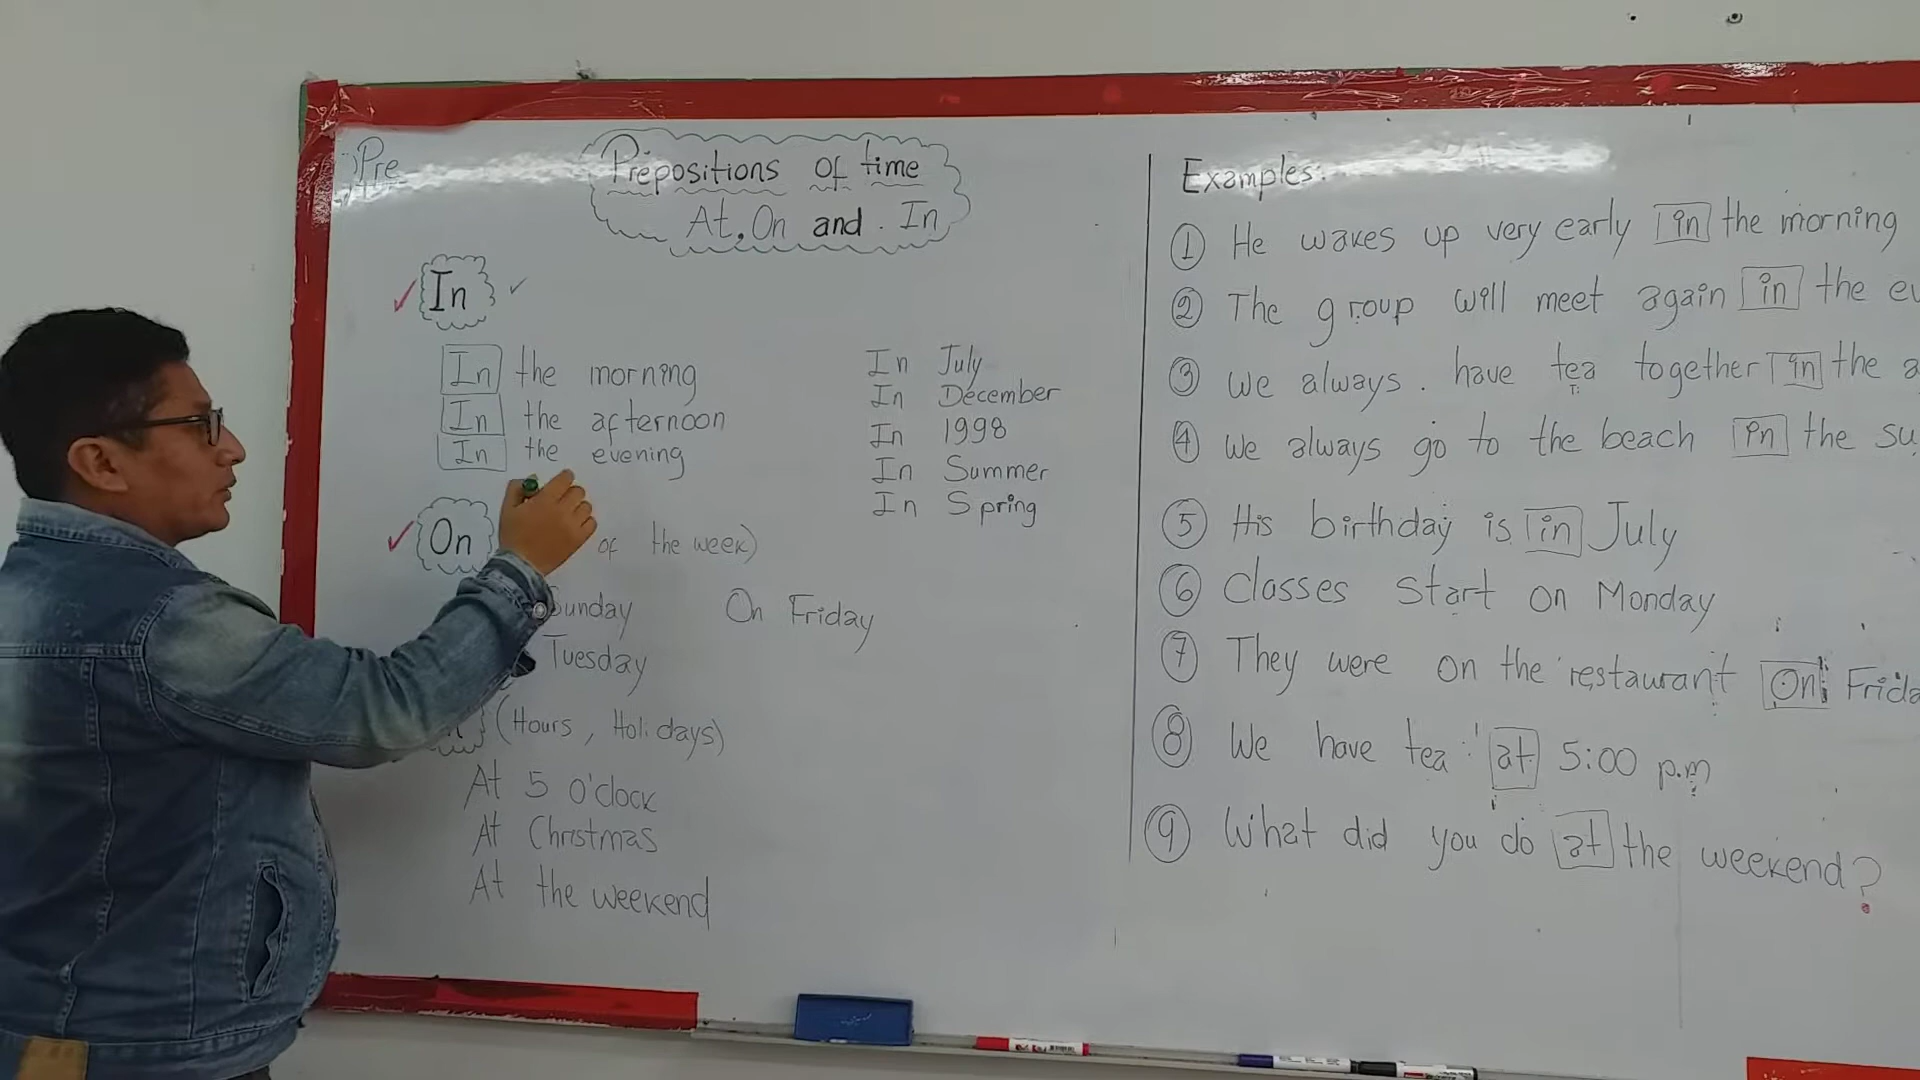 Pre
Prepositions of time
At, On and In
In
In the morning
In the afternoon
In the evening
In July
In December
In 1998
In Summer
In Spring
On of the week)
Sunday On Friday
Tuesday
(Hours, Holidays)
At 5 o'clock
At Christmas
At the weekend
Examples:
1 He wakes up very early in the morning
2 The group will meet again in the ev
3 We always. have tea together in the a
4 We always go to the beach in the su
5 His birthday is in July
6 Classes start on Monday
7 They were on the restaurant On Frida
8 We have tea at 5:00 p.m
9 What did you do at the weekend?